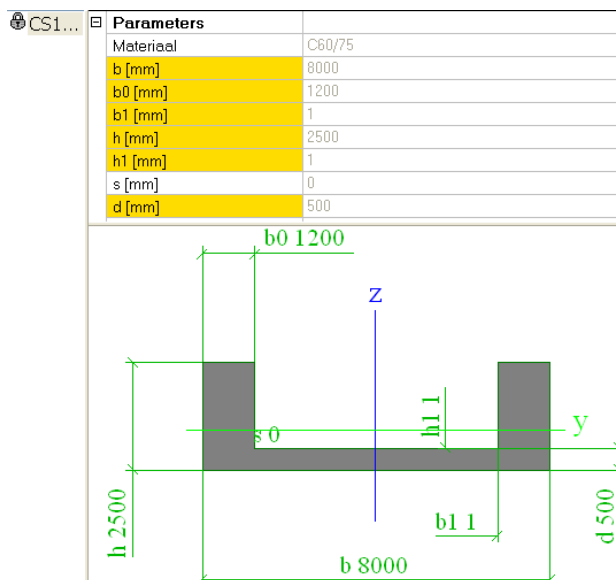 CS1... Parameters
Materiaal C60/75
b [mm] 8000
b0 [mm] 1200
b1 [mm] 1
h [mm] 2500
h1 [mm] 1
s [mm] 0
d [mm] 500
b0 1200
z
s 0
h1 1
y
h 2500
b1 1
d 500
b 8000